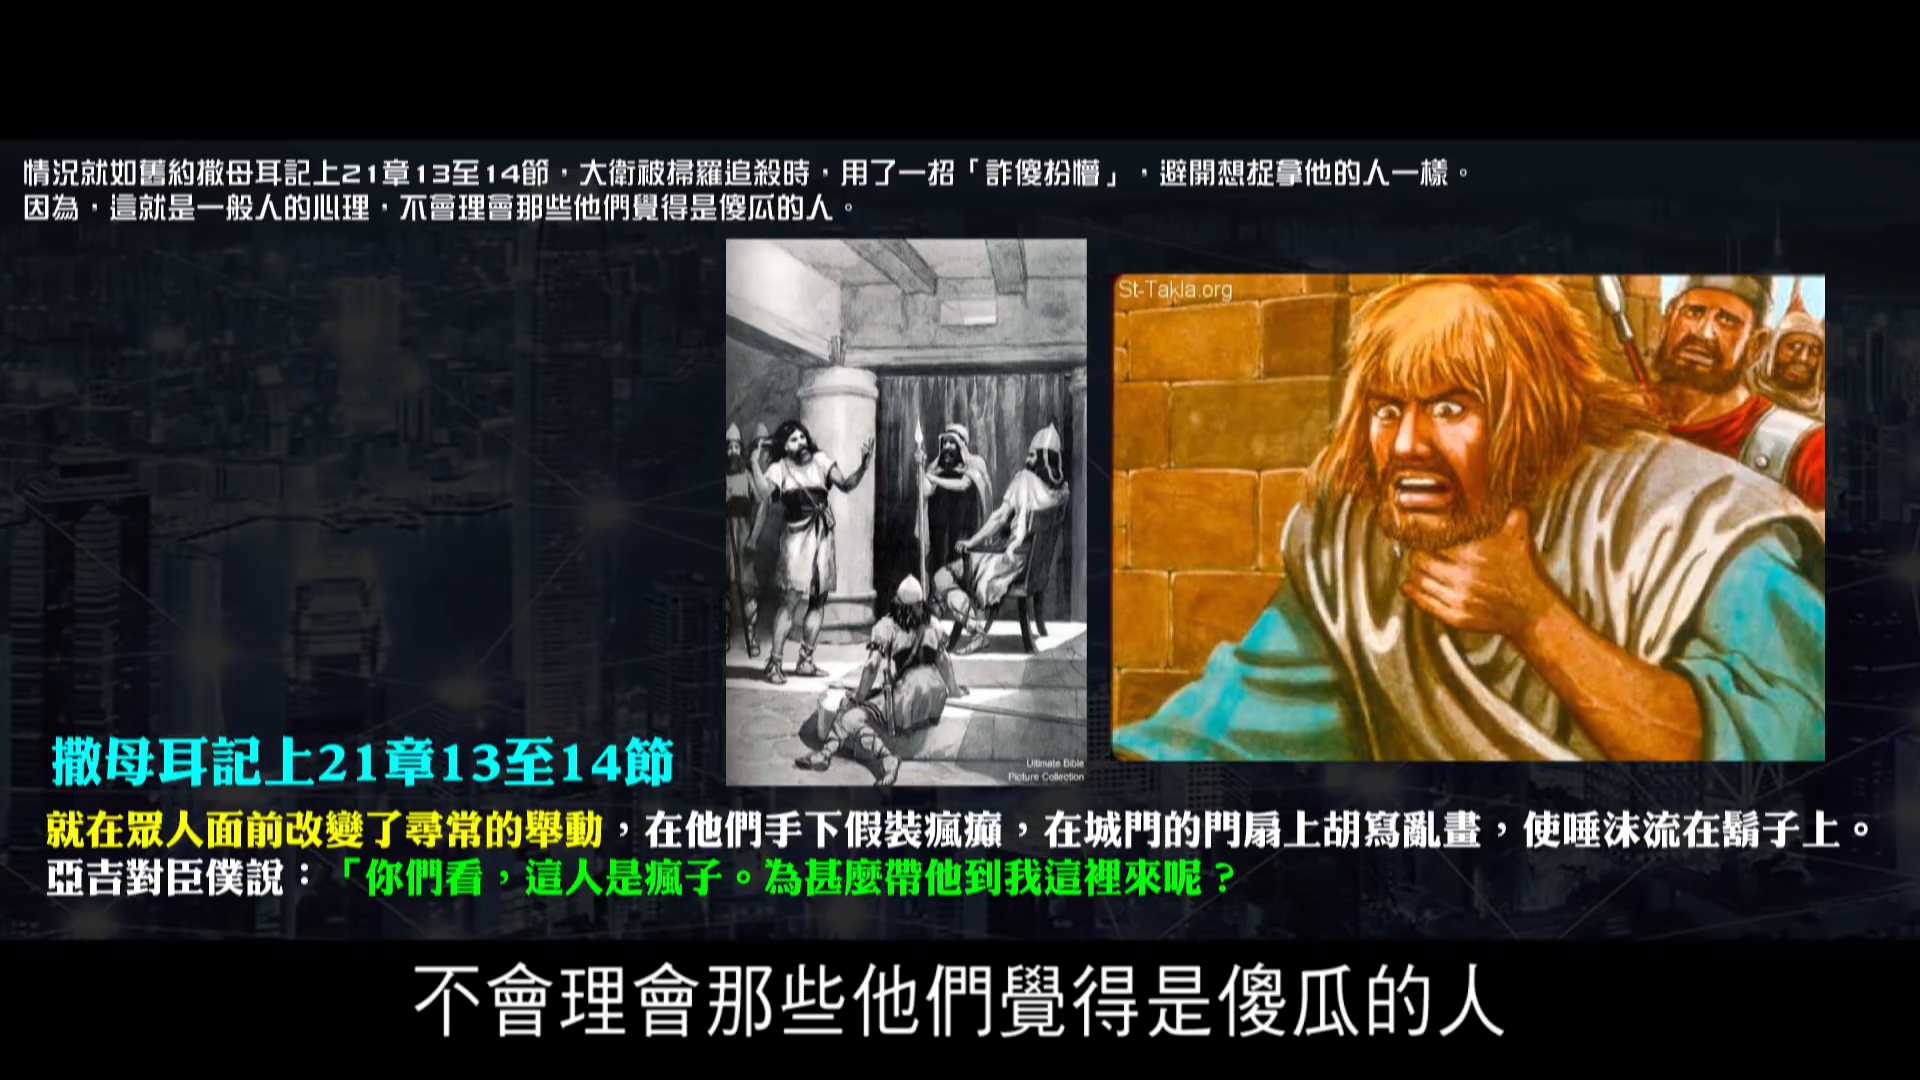 情況就如舊約撒母耳記上21章13至14節，大衛被掃羅追殺時，用了一招「詐傻扮懵」，避開想捉拿他的人一樣。
因為，這就是一般人的心理，不會理會那些他們覺得是傻瓜的人。
St-Takla.org
Ultimate Bible
Picture Collection
撒母耳記上21章13至14節
就在眾人面前改變了尋常的舉動，在他們手下假裝瘋癲，在城門的門扇上胡寫亂畫，使唾沫流在鬍子上。
亞吉對臣僕說：「你們看，這人是瘋子。為甚麼帶他到我這裡來呢？
不會理會那些他們覺得是傻瓜的人